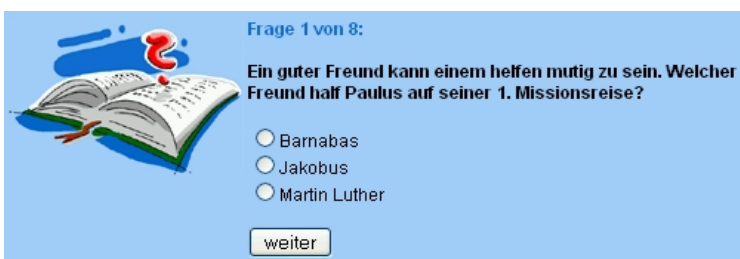 Frage 1 von 8:
Ein guter Freund kann einem helfen mutig zu sein. Welcher
Freund half Paulus auf seiner 1. Missionsreise?
Barnabas
Jakobus
Martin Luther
weiter